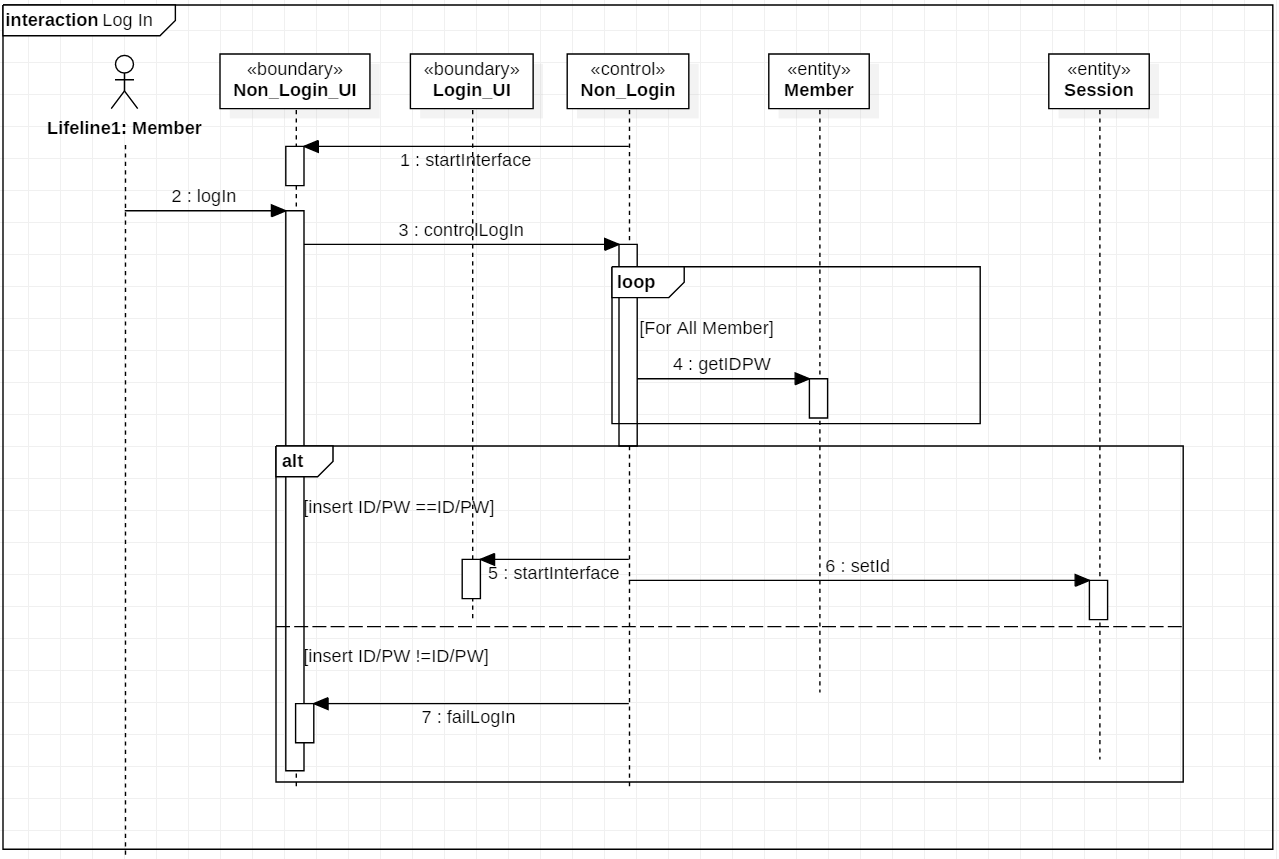 interaction Log In
«boundary»
Non_Login_UI
«boundary»
Login_UI
«control»
Non_Login
«entity»
Member
«entity»
Session
Lifeline1: Member
1 : startInterface
2 : logIn
3 : controlLogIn
loop
[For All Member]
4 : getIDPW
alt
[insert ID/PW ==ID/PW]
5 : startInterface
6 : setId
[insert ID/PW !=ID/PW]
7 : failLogIn